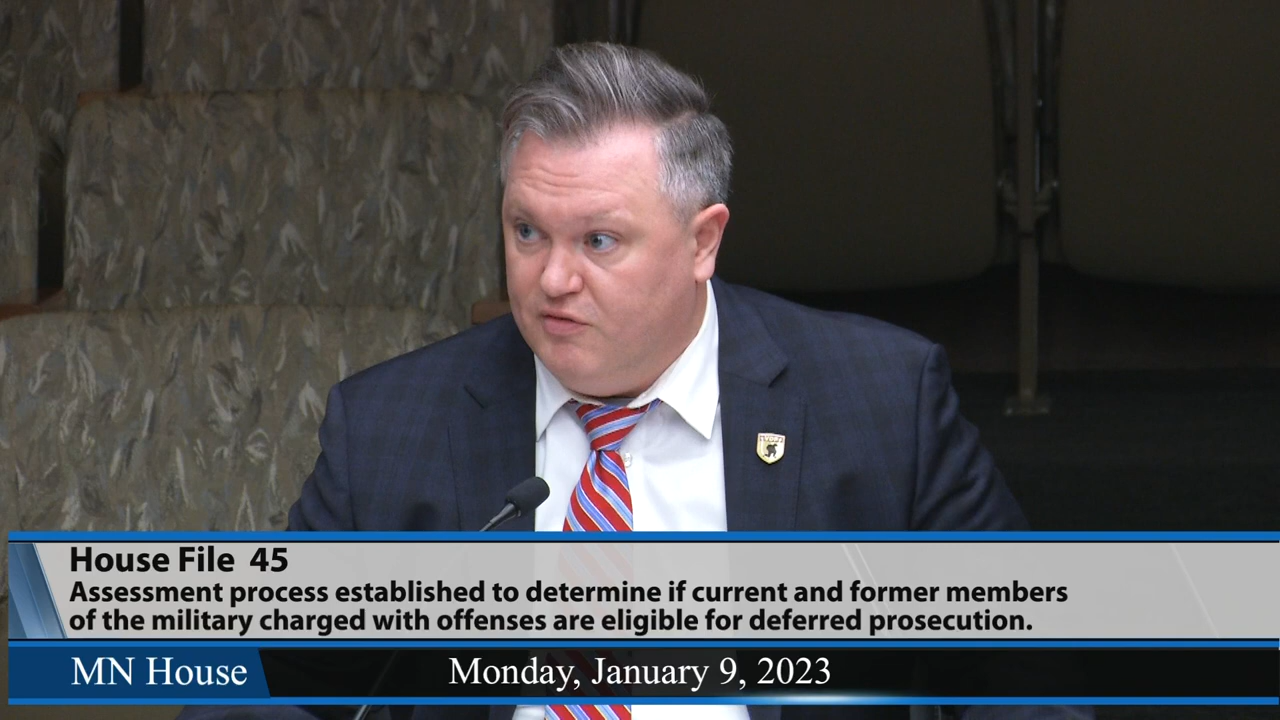 House File 45
Assessment process established to determine if current and former members
of the military charged with offenses are eligible for deferred prosecution.
MN House
Monday, January 9, 2023